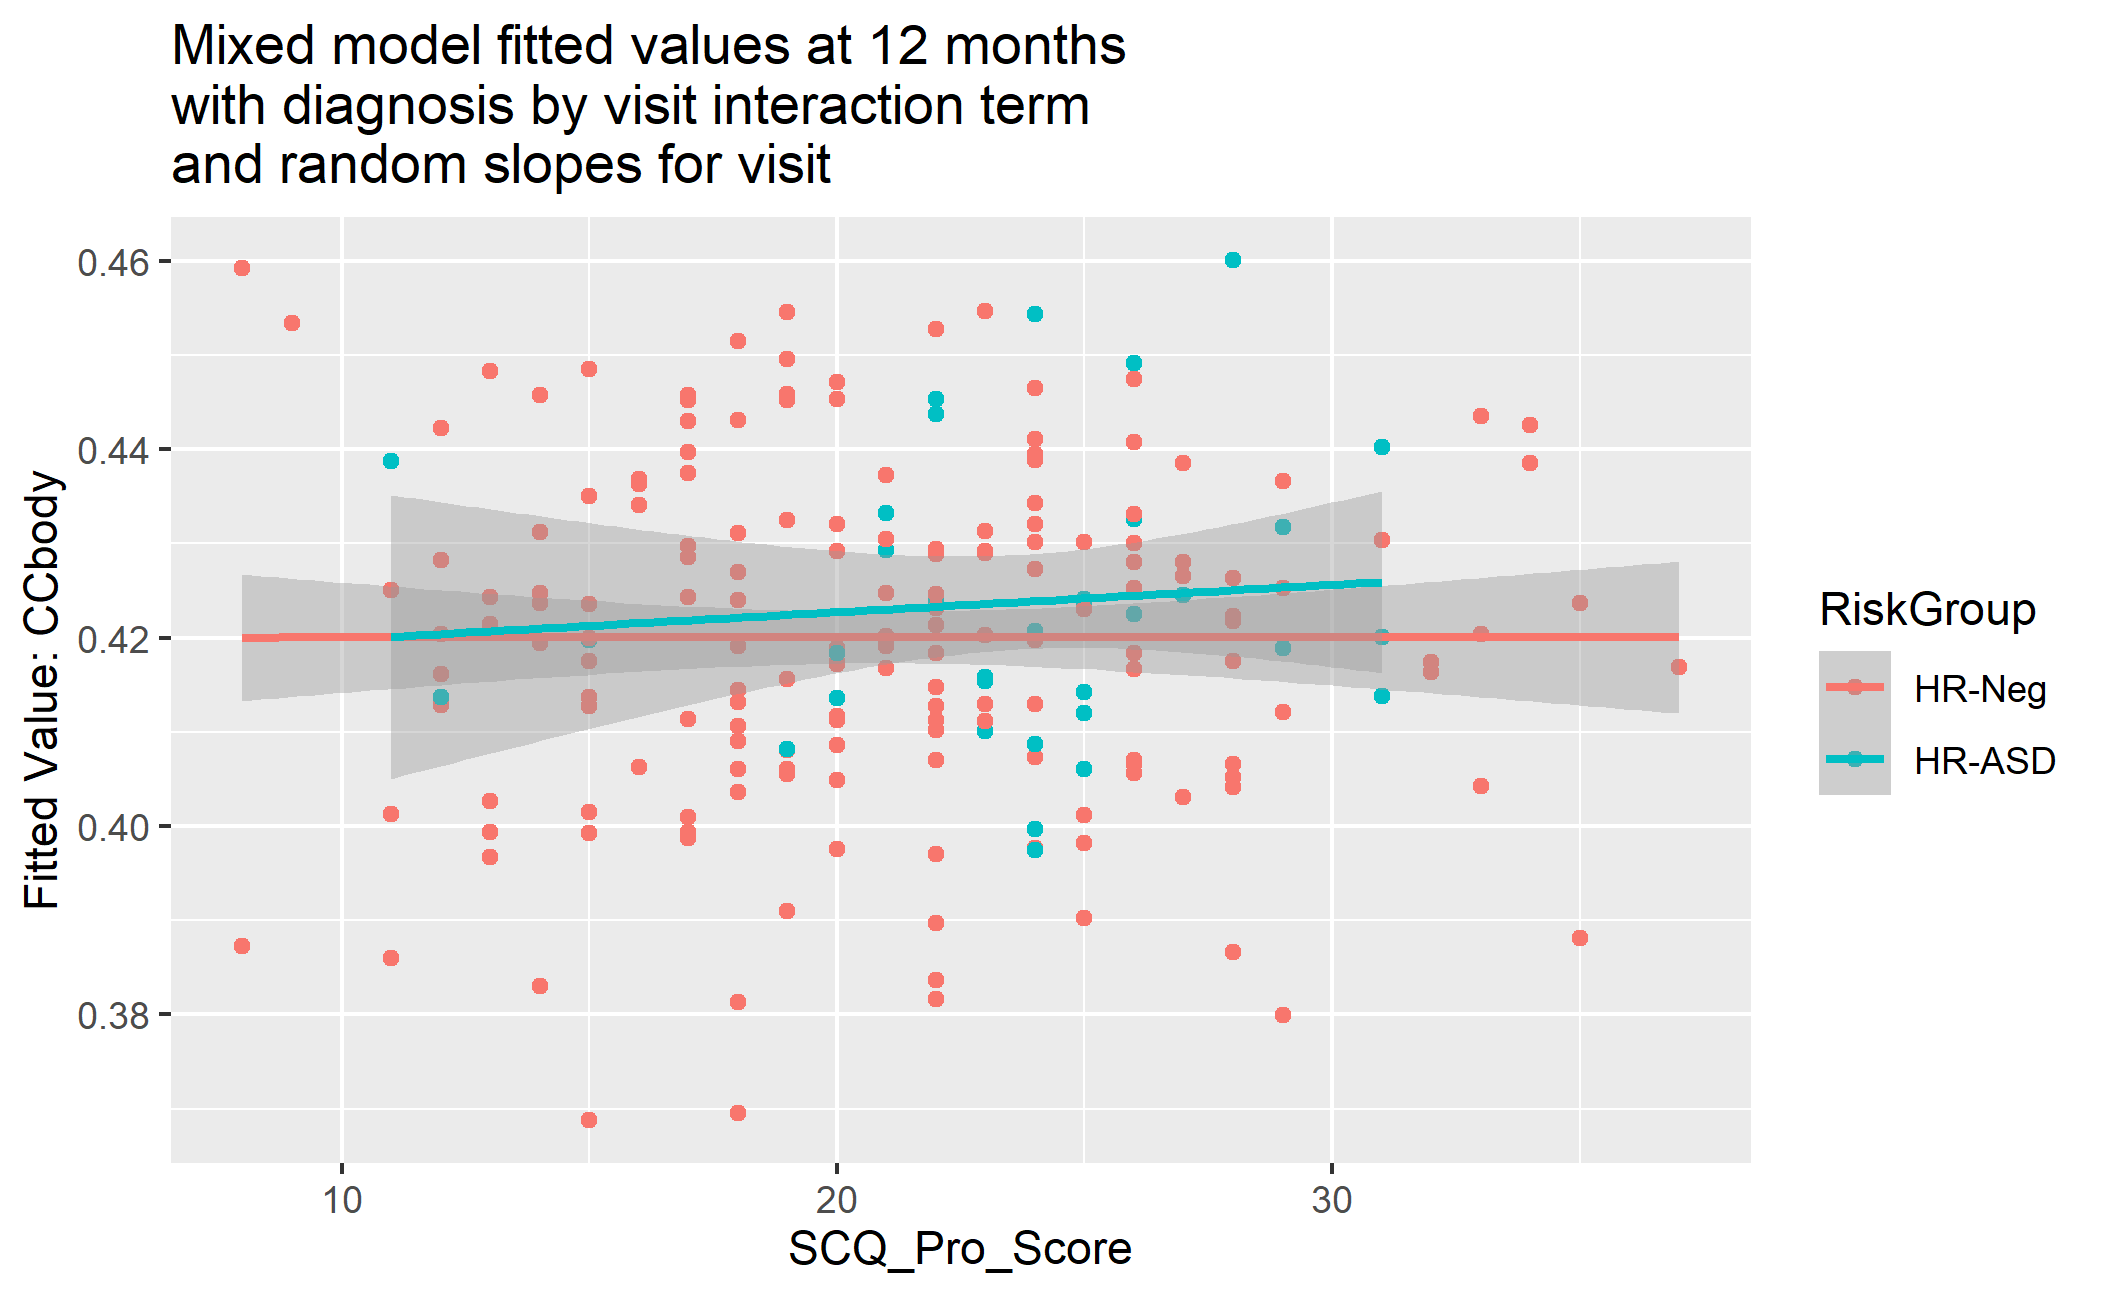 Mixed model fitted values at 12 months
with diagnosis by visit interaction term
and random slopes for visit
Fitted Value: CCbody
0.46
0.44
0.42
0.40
0.38
10
20
30
SCQ_Pro_Score
RiskGroup
HR-Neg
HR-ASD